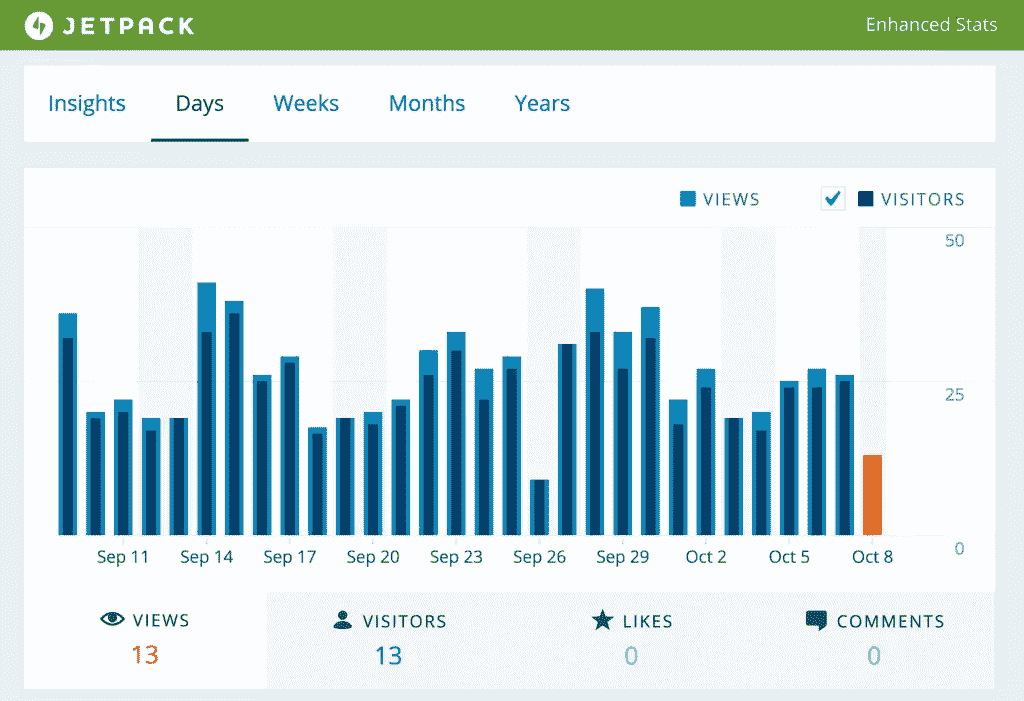 JETPACK
Enhanced Stats
Insights Days Weeks Months Years
VIEWS VISITORS
50
25
0
Sep 11 Sep 14 Sep 17 Sep 20 Sep 23 Sep 26 Sep 29 Oct 2 Oct 5 Oct 8
VIEWS VISITORS LIKES COMMENTS
13 13 0 0